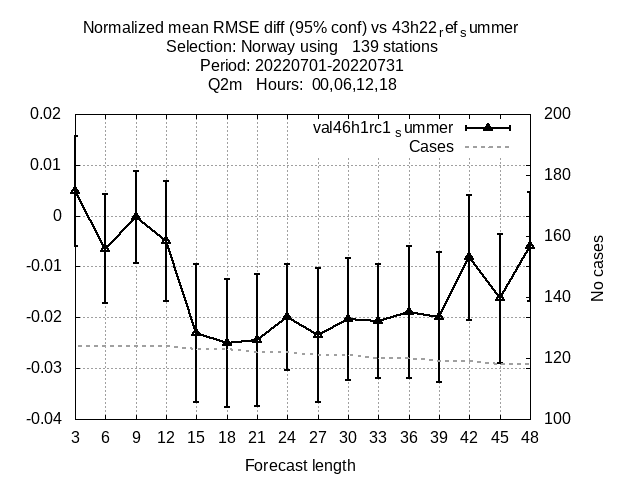 Normalized mean RMSE diff (95% conf) vs 43h22ref_summer
Selection: Norway using 139 stations
Period: 20220701-20220731
Q2m Hours: 00,06,12,18
val46h1rc1summer
Cases
0.02
0.01
0
-0.01
-0.02
-0.03
-0.04
200
180
160
140
120
100
No cases
3 6 9 12 15 18 21 24 27 30 33 36 39 42 45 48
Forecast length